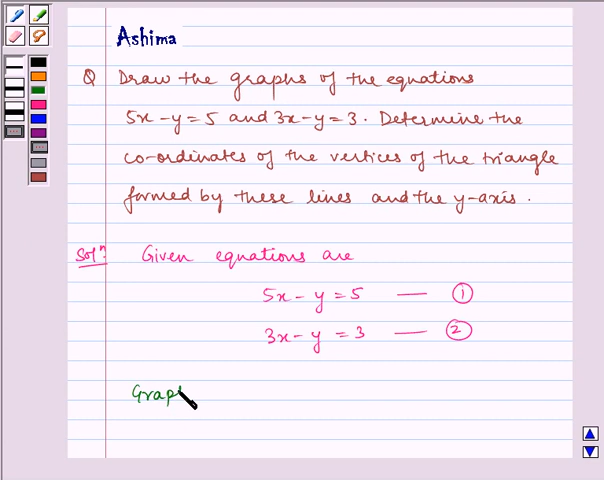 Ashima
Q Draw the graphs of the equations
5x-y=5 and 3x-y=3. Determine the
co-ordinates of the vertices of the triangle
formed by these lines and the y-axis.
Solⁿ: Given equations are
5x-y=5 — ①
3x-y=3 — ②
Grap